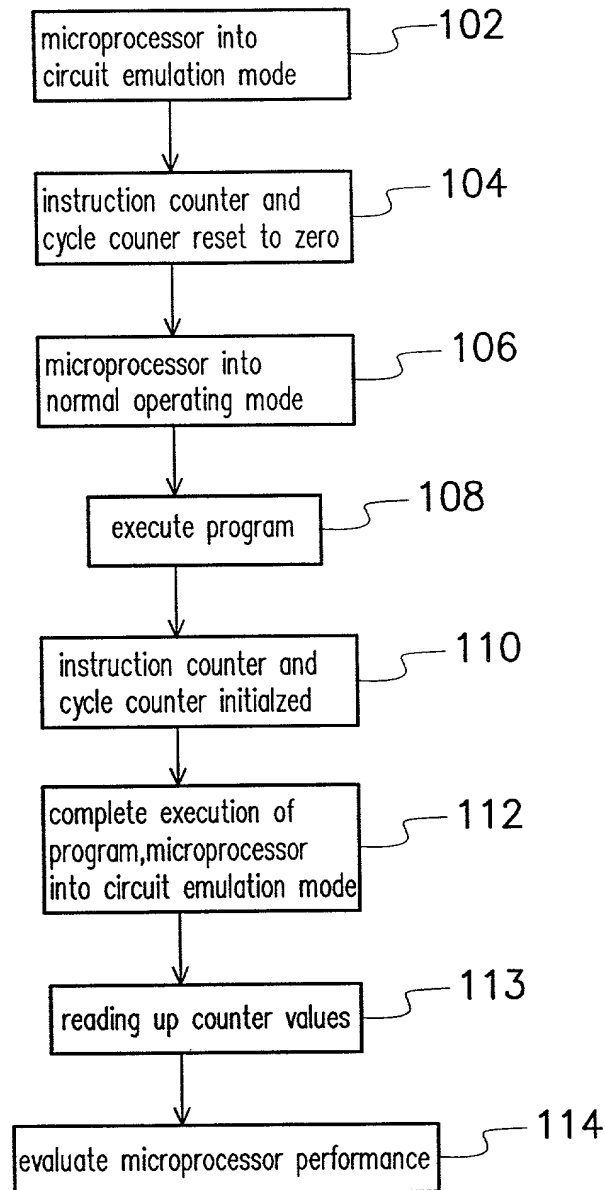 microprocessor into
circuit emulation mode
102
instruction counter and
cycle couner reset to zero
104
microprocessor into
normal operating mode
106
execute program
108
instruction counter and
cycle counter initialzed
110
complete execution of
program,microprocessor
into circuit emulation mode
112
reading up counter values
113
evaluate microprocessor performance
114